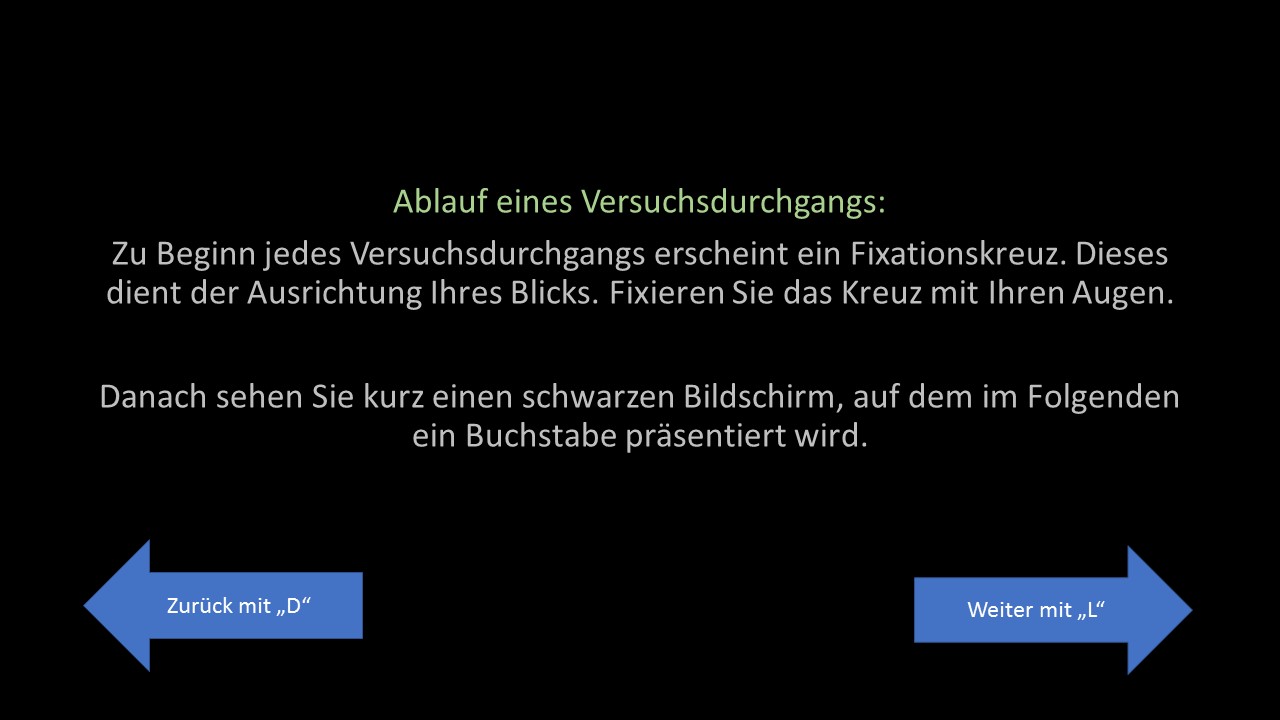 Ablauf eines Versuchsdurchgangs:
Zu Beginn jedes Versuchsdurchgangs erscheint ein Fixationskreuz. Dieses
dient der Ausrichtung Ihres Blicks. Fixieren Sie das Kreuz mit Ihren Augen.
Danach sehen Sie kurz einen schwarzen Bildschirm, auf dem im Folgenden
ein Buchstabe präsentiert wird.
Zurück mit „D“
Weiter mit „L“